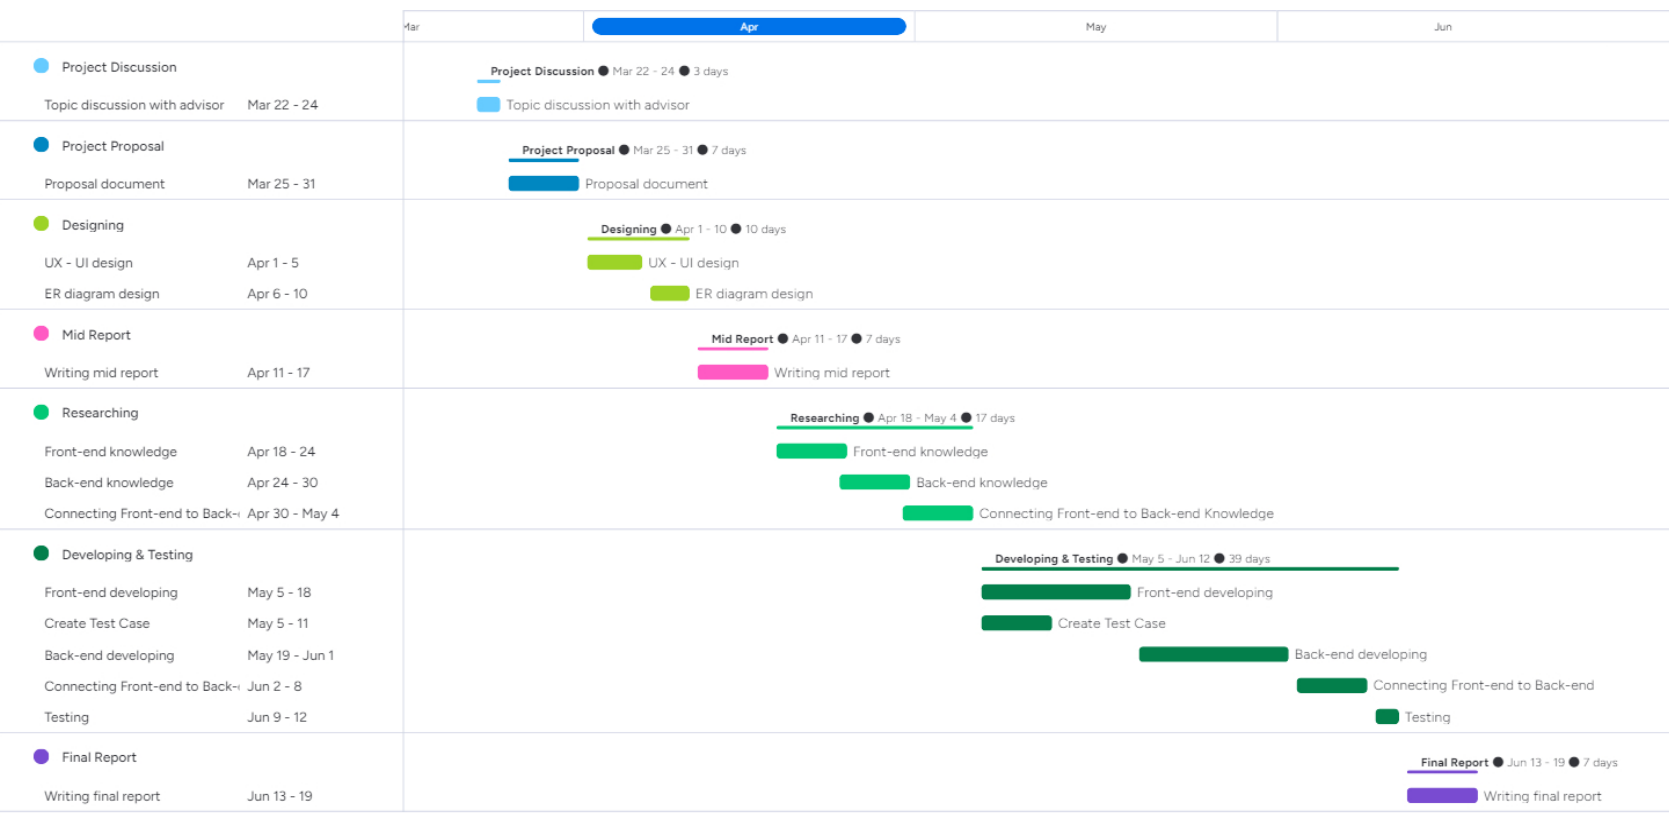 Mar Apr May Jun
Project Discussion
Project Discussion ● Mar 22 - 24 ● 3 days
Topic discussion with advisor Mar 22 - 24 Topic discussion with advisor
Project Proposal
Project Proposal ● Mar 25 - 31 ● 7 days
Proposal document Mar 25 - 31 Proposal document
Designing
Designing ● Apr 1 - 10 ● 10 days
UX - UI design Apr 1 - 5 UX - UI design
ER diagram design Apr 6 - 10 ER diagram design
Mid Report
Mid Report ● Apr 11 - 17 ● 7 days
Writing mid report Apr 11 - 17 Writing mid report
Researching
Researching ● Apr 18 - May 4 ● 17 days
Front-end knowledge Apr 18 - 24 Front-end knowledge
Back-end knowledge Apr 24 - 30 Back-end knowledge
Connecting Front-end to Back- Apr 30 - May 4 Connecting Front-end to Back-end Knowledge
Developing & Testing
Developing & Testing ● May 5 - Jun 12 ● 39 days
Front-end developing May 5 - 18 Front-end developing
Create Test Case May 5 - 11 Create Test Case
Back-end developing May 19 - Jun 1 Back-end developing
Connecting Front-end to Back- Jun 2 - 8 Connecting Front-end to Back-end
Testing Jun 9 - 12 Testing
Final Report
Final Report ● Jun 13 - 19 ● 7 days
Writing final report Jun 13 - 19 Writing final report